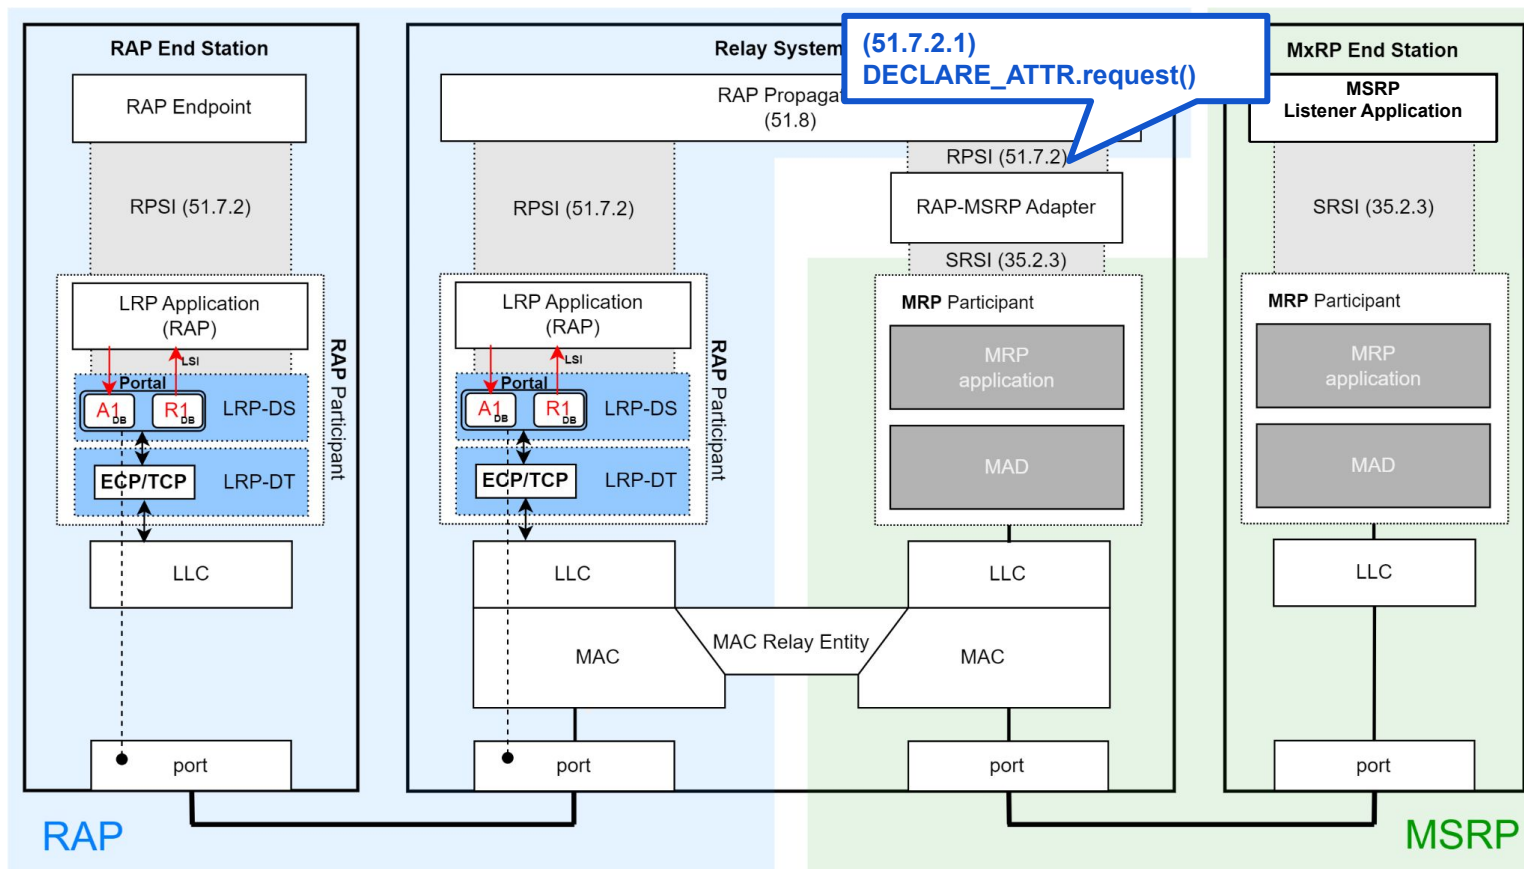 RAP End Station
RAP Endpoint
RPSI (51.7.2)
LRP Application
(RAP)
LSI
Portal
A1
DB
R1
DB
LRP-DS
ECP/TCP
LRP-DT
RAP Participant
LLC
port
RAP
Relay System
RAP Propagat
(51.8)
(51.7.2.1)
DECLARE_ATTR.request()
RPSI (51.7.2)
LRP Application
(RAP)
LSI
Portal
A1
DB
R1
DB
LRP-DS
ECP/TCP
LRP-DT
RAP Participant
LLC
MAC
MAC Relay Entity
port
RPSI (51.7.2)
RAP-MSRP Adapter
SRSI (35.2.3)
MRP Participant
MRP
application
MAD
LLC
MAC
port
MxRP End Station
MSRP
Listener Application
SRSI (35.2.3)
MRP Participant
MRP
application
MAD
LLC
port
MSRP